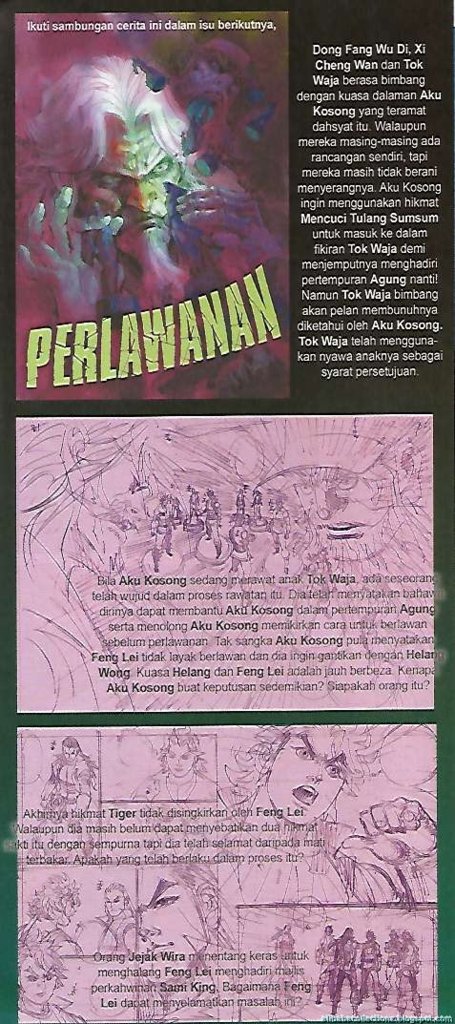 Ikuti sambungan cerita ini dalam isu berikutnya,
PERLAWANAN
Dong Fang Wu Di, Xi
Cheng Wan dan Tok
Waja berasa bimbang
dengan kuasa dalaman Aku
Kosong yang teramat
dahsyat itu. Walaupun
mereka masing-masing ada
rancangan sendiri, tapi
mereka masih tidak berani
menyerangnya. Aku Kosong
ingin menggunakan hikmat
Mencuci Tulang Sumsum
untuk masuk ke dalam
fikiran Tok Waja demi
menjemputnya menghadiri
pertempuran Agung nanti!
Namun Tok Waja bimbang
akan pelan membunuhnya
diketahui oleh Aku Kosong.
Tok Waja telah mengguna-
kan nyawa anaknya sebagai
syarat persetujuan.
Bila Aku Kosong sedang merawat anak Tok Waja, ada seseorang
telah wujud dalam proses rawatan itu. Dia telah menyatakan bahawa
dirinya dapat membantu Aku Kosong dalam pertempuran Agung
serta menolong Aku Kosong memikirkan cara untuk berlawan
sebelum perlawanan. Tak sangka Aku Kosong pula menyatakan
Feng Lei tidak layak berlawan dan dia ingin gantikan dengan Helang
Wong. Kuasa Helang dan Feng Lei adalah jauh berbeza. Kenapa
Aku Kosong buat keputusan sedemikian? Siapakah orang itu?
Akhirnya hikmat Tiger tidak disingkirkan oleh Feng Lei.
Walaupun dia masih belum dapat menyebatikan dua hikmat
sakti itu dengan sempurna tapi dia telah selamat daripada mati
terbakar. Apakah yang telah berlaku dalam proses itu?
Orang Jejak Wira menentang keras untuk
menghalang Feng Lei menghadiri majlis
perkahwinan Sami King. Bagaimana Feng
Lei dapat menyelamatkan masalah ini?